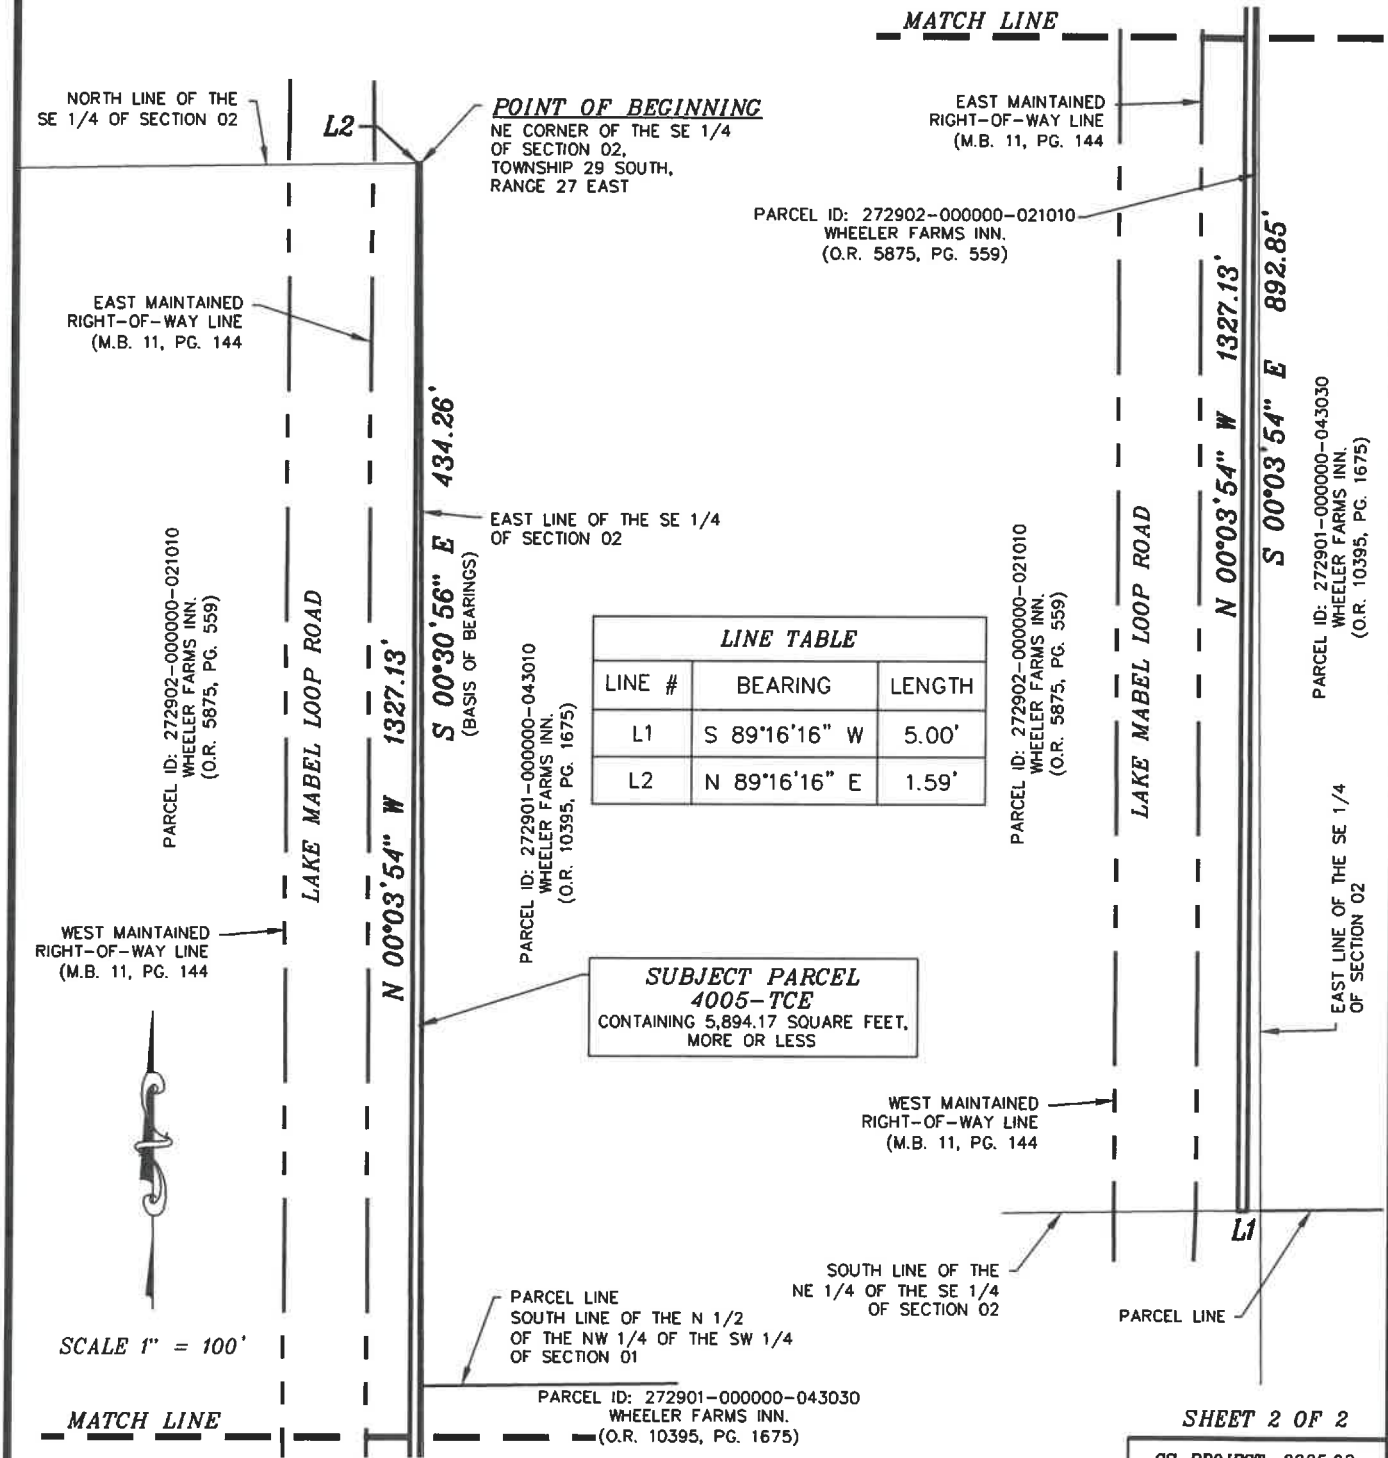 MATCH LINE
NORTH LINE OF THE
SE 1/4 OF SECTION 02
L2
POINT OF BEGINNING
NE CORNER OF THE SE 1/4
OF SECTION 02,
TOWNSHIP 29 SOUTH,
RANGE 27 EAST
EAST MAINTAINED
RIGHT-OF-WAY LINE
(M.B. 11, PG. 144
PARCEL ID: 272902-000000-021010
WHEELER FARMS INN.
(O.R. 5875, PG. 559)
EAST MAINTAINED
RIGHT-OF-WAY LINE
(M.B. 11, PG. 144
S 00°30'56" E 434.26'
(BASIS OF BEARINGS)
EAST LINE OF THE SE 1/4
OF SECTION 02
N 00°03'54" W 1327.13'
S 00°03'54" E 892.85'
PARCEL ID: 272901-000000-043030
WHEELER FARMS INN.
(O.R. 10395, PG. 1675)
PARCEL ID: 272902-000000-021010
WHEELER FARMS INN.
(O.R. 5875, PG. 559)
LAKE MABEL LOOP ROAD
N 00°03'54" W 1327.13'
PARCEL ID: 272901-000000-043010
WHEELER FARMS INN.
(O.R. 10395, PG. 1675)
LINE TABLE
LINE # BEARING LENGTH
L1 S 89°16'16" W 5.00'
L2 N 89°16'16" E 1.59'
PARCEL ID: 272902-000000-021010
WHEELER FARMS INN.
(O.R. 5875, PG. 559)
LAKE MABEL LOOP ROAD
EAST LINE OF THE SE 1/4
OF SECTION 02
WEST MAINTAINED
RIGHT-OF-WAY LINE
(M.B. 11, PG. 144
SUBJECT PARCEL
4005-TCE
CONTAINING 5,894.17 SQUARE FEET,
MORE OR LESS
WEST MAINTAINED
RIGHT-OF-WAY LINE
(M.B. 11, PG. 144
L1
SOUTH LINE OF THE
NE 1/4 OF THE SE 1/4
OF SECTION 02
PARCEL LINE
PARCEL LINE
SOUTH LINE OF THE N 1/2
OF THE NW 1/4 OF THE SW 1/4
OF SECTION 01
SCALE 1" = 100'
PARCEL ID: 272901-000000-043030
WHEELER FARMS INN.
(O.R. 10395, PG. 1675)
MATCH LINE
SHEET 2 OF 2